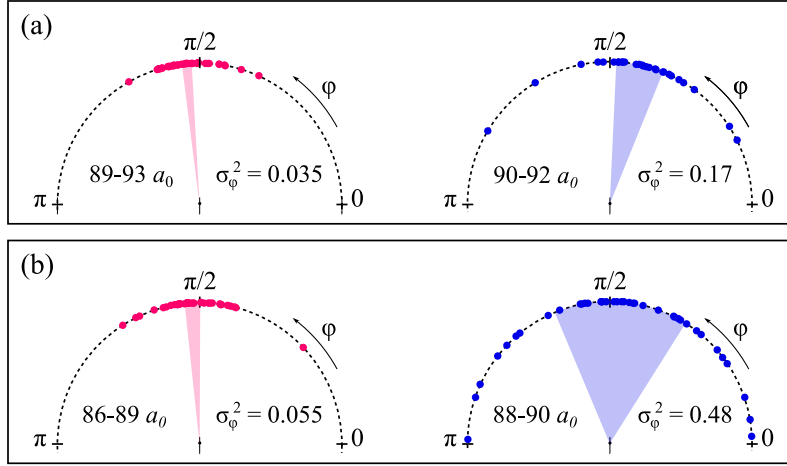 (a)
π/2
φ
89-93 a₀
σφ² = 0.035
π
0
π/2
φ
90-92 a₀
σφ² = 0.17
π
0
(b)
π/2
φ
86-89 a₀
σφ² = 0.055
π
0
π/2
φ
88-90 a₀
σφ² = 0.48
π
0